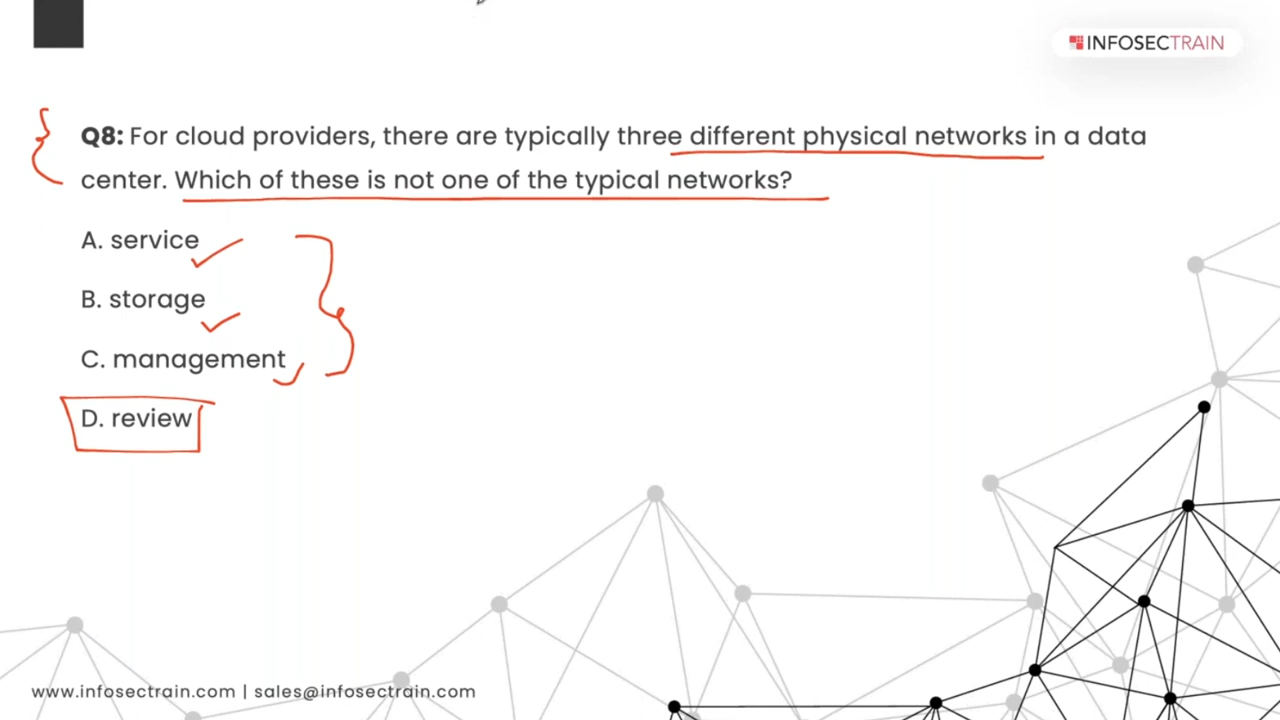 INFOSECTRAIN
Q8: For cloud providers, there are typically three different physical networks in a data
center. Which of these is not one of the typical networks?
A. service
B. storage
C. management
D. review
www.infosectrain.com | sales@infosectrain.com